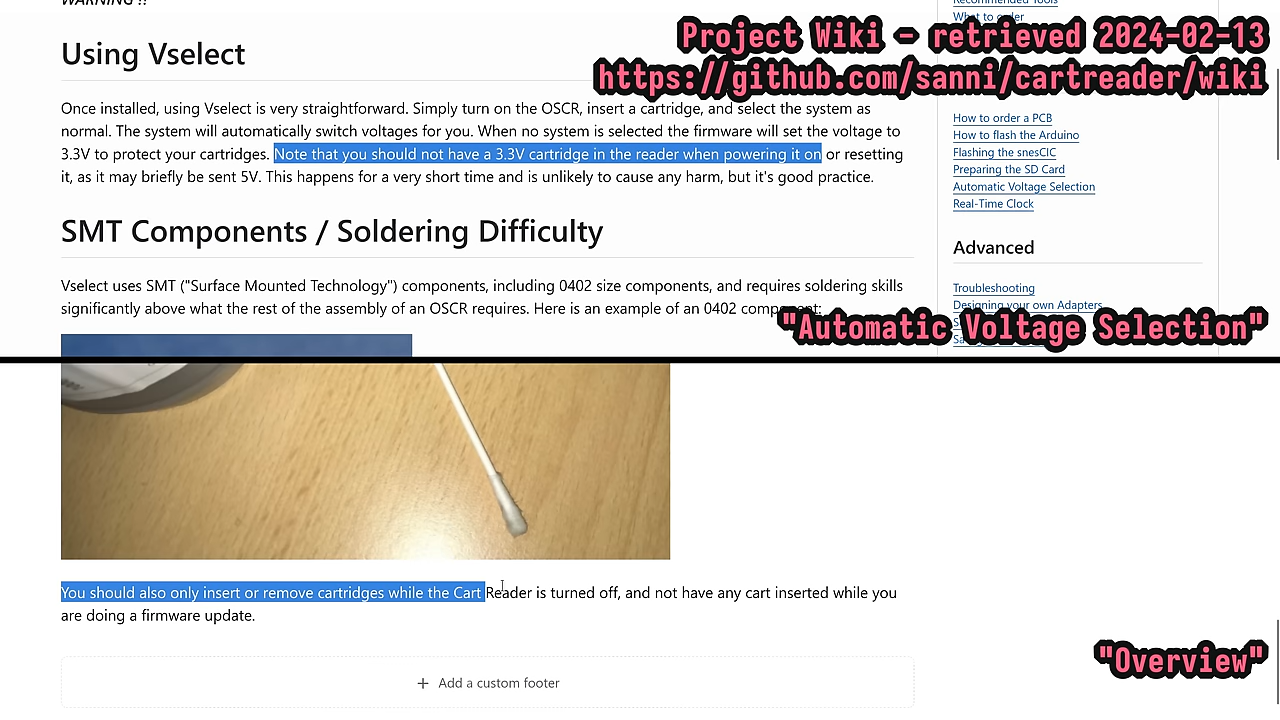 WARNING !!
Using Vselect
Once installed, using Vselect is very straightforward. Simply turn on the OSCR, insert a cartridge, and select the system as
normal. The system will automatically switch voltages for you. When no system is selected the firmware will set the voltage to
3.3V to protect your cartridges. Note that you should not have a 3.3V cartridge in the reader when powering it on or resetting
it, as it may briefly be sent 5V. This happens for a very short time and is unlikely to cause any harm, but it's good practice.
SMT Components / Soldering Difficulty
Vselect uses SMT ("Surface Mounted Technology") components, including 0402 size components, and requires soldering skills
significantly above what the rest of the assembly of an OSCR requires. Here is an example of an 0402 component:
Recommended Tools
What to order
Project Wiki - retrieved 2024-02-13
https://github.com/sanni/cartreader/wiki
How to order a PCB
How to flash the Arduino
Flashing the snesCIC
Preparing the SD Card
Automatic Voltage Selection
Real-Time Clock
Advanced
Troubleshooting
Designing your own Adapters
"Automatic Voltage Selection"
You should also only insert or remove cartridges while the Cart Reader is turned off, and not have any cart inserted while you
are doing a firmware update.
"Overview"
+ Add a custom footer